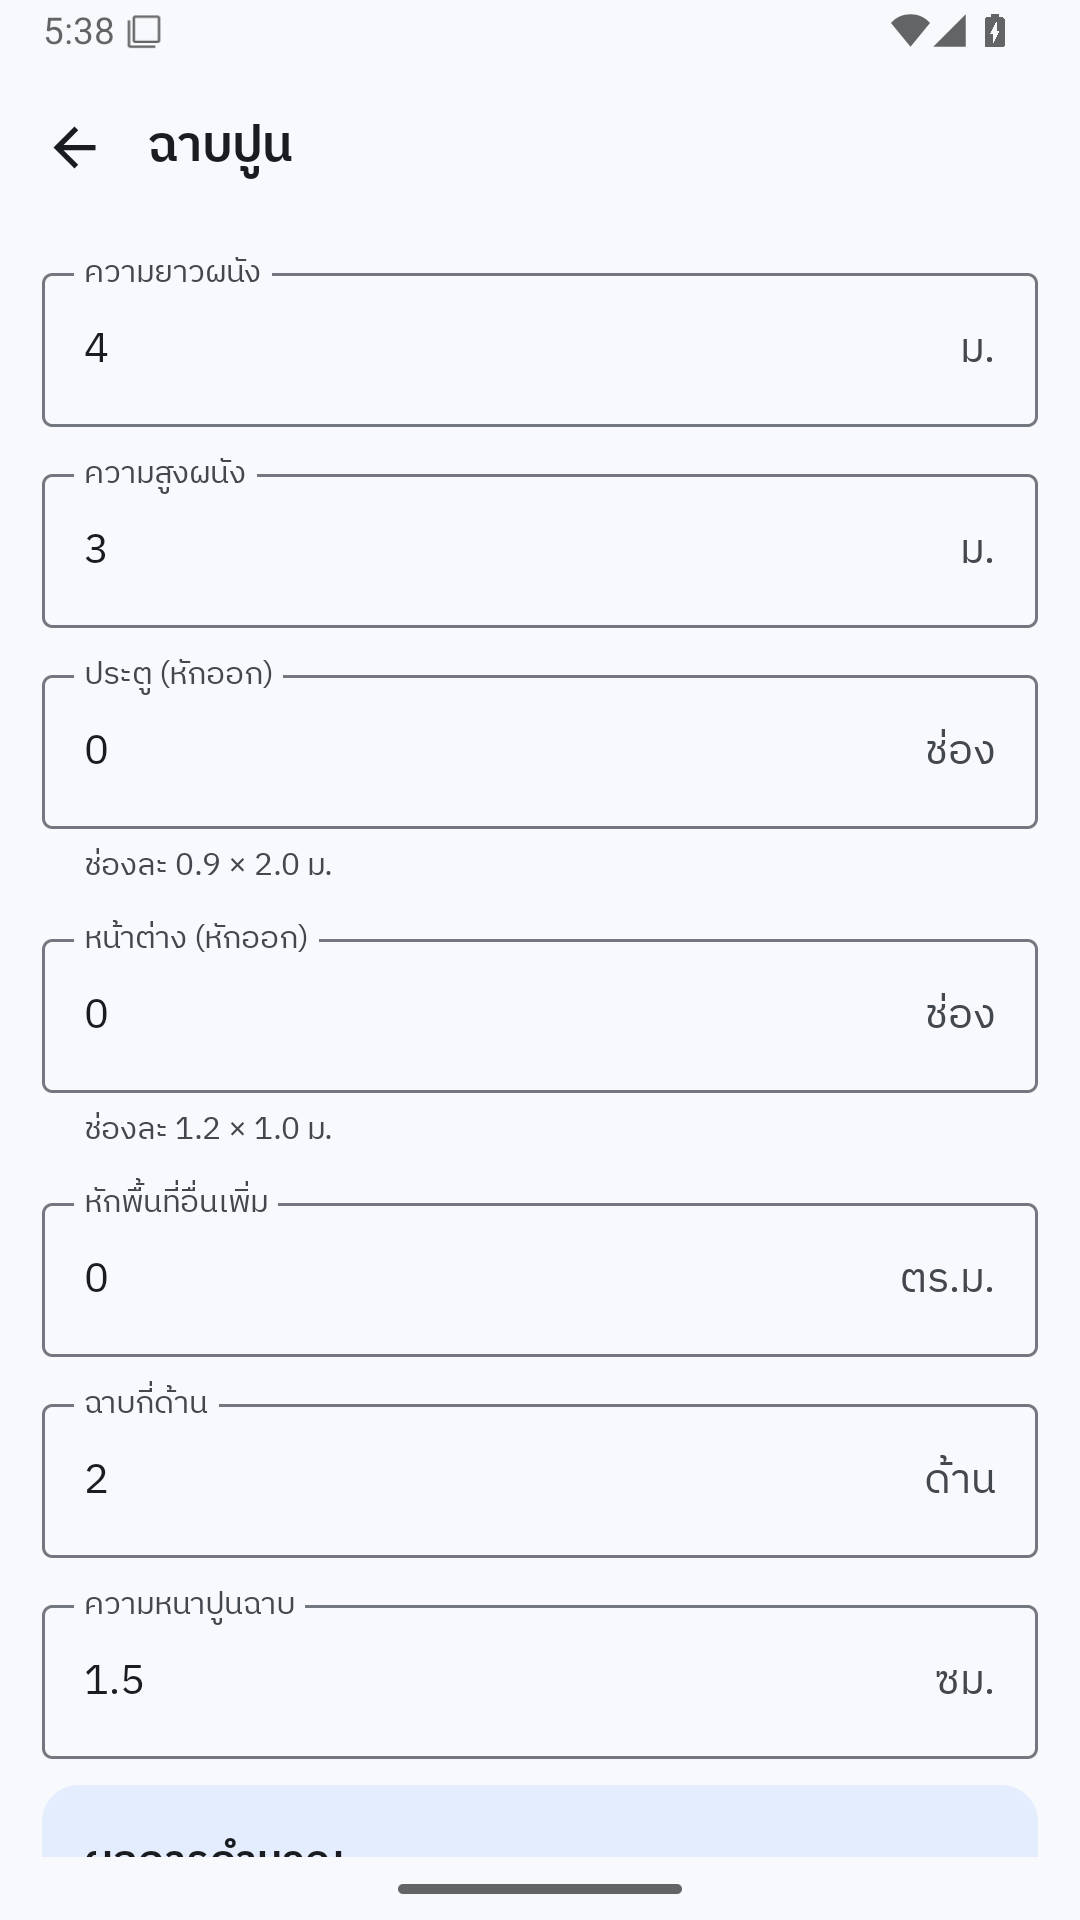 5:38
ฉาบปูน
ความยาวผนัง
4 ม.
ความสูงผนัง
3 ม.
ประตู (หักออก)
0 ช่อง
ช่องละ 0.9 × 2.0 ม.
หน้าต่าง (หักออก)
0 ช่อง
ช่องละ 1.2 × 1.0 ม.
หักพื้นที่อื่นเพิ่ม
0 ตร.ม.
ฉาบกี่ด้าน
2 ด้าน
ความหนาปูนฉาบ
1.5 ซม.